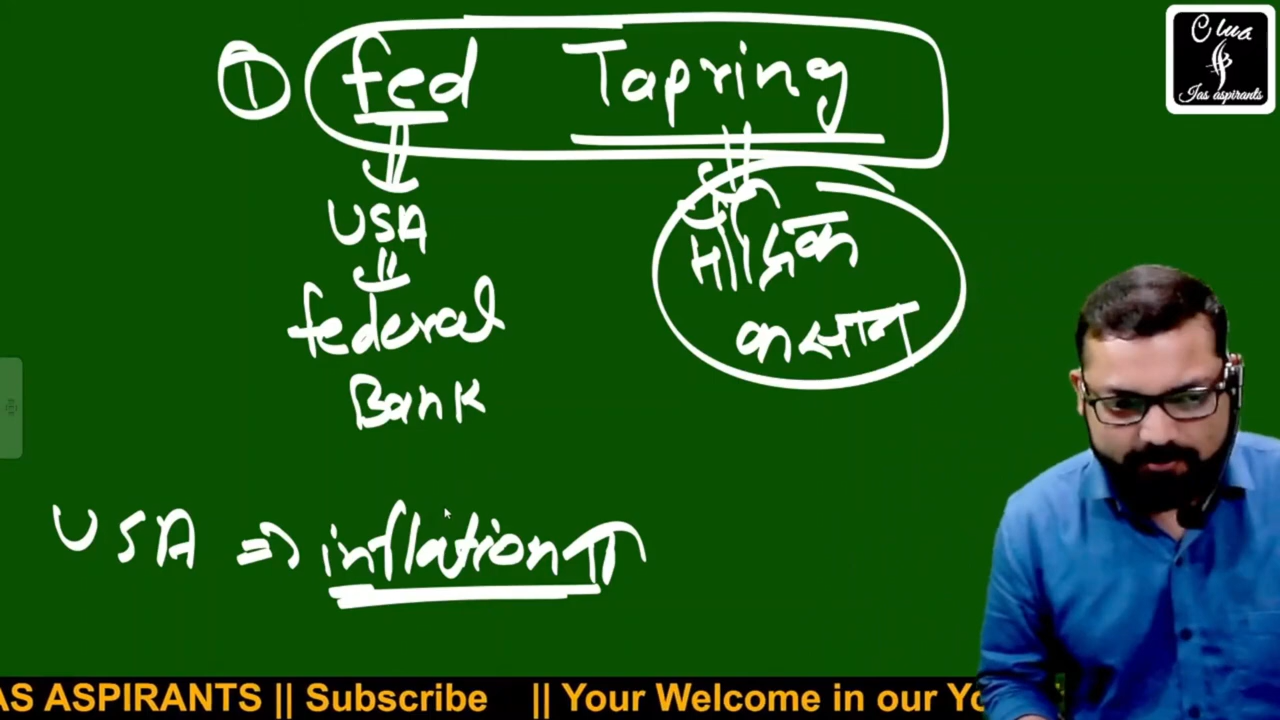 Clue
Ias aspirants
① fed Tapring
USA
federal
Bank
मौद्रिक
कसाव
USA ⇒ inflation ⇑
AS ASPIRANTS || Subscribe || Your Welcome in our Yo